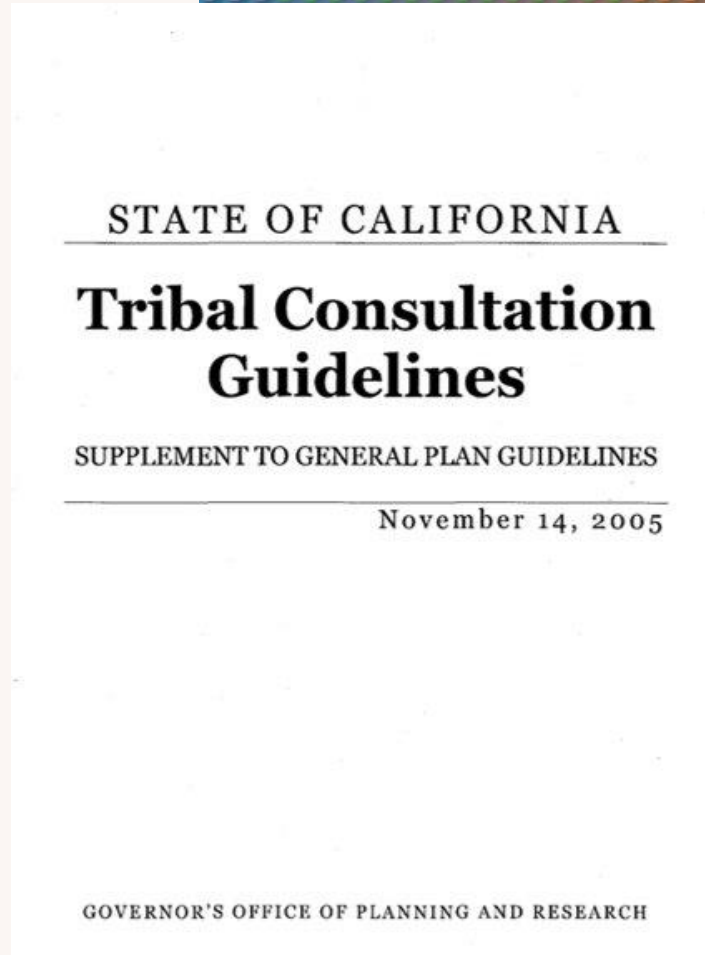 STATE OF CALIFORNIA
Tribal Consultation
Guidelines
SUPPLEMENT TO GENERAL PLAN GUIDELINES
November 14, 2005
GOVERNOR'S OFFICE OF PLANNING AND RESEARCH